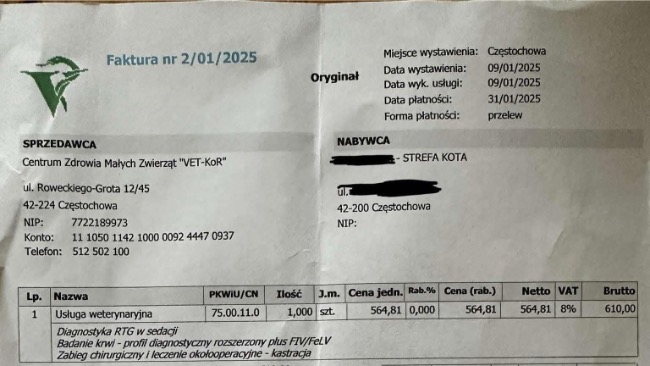 Faktura nr 2/01/2025
Oryginał
Miejsce wystawienia: Częstochowa
Data wystawienia: 09/01/2025
Data wyk. usługi: 09/01/2025
Data płatności: 31/01/2025
Forma płatności: przelew
SPRZEDAWCA
Centrum Zdrowia Małych Zwierząt "VET-KoR"
ul. Roweckiego-Grota 12/45
42-224 Częstochowa
NIP: 7722189973
Konto: 11 1050 1142 1000 0092 4447 0937
Telefon: 512 502 100
NABYWCA
- STREFA KOTA
ul.
42-200 Częstochowa
NIP:
Lp. Nazwa PKWiU/CN Ilość J.m. Cena jedn. Rab.% Cena (rab.) Netto VAT Brutto
1 Usługa weterynaryjna 75.00.11.0 1,000 szt. 564,81 0,000 564,81 564,81 8% 610,00
Diagnostyka RTG w sedacji
Badanie krwi - profil diagnostyczny rozszerzony plus FIV/FeLV
Zabieg chirurgiczny i leczenie okołooperacyjne - kastracja